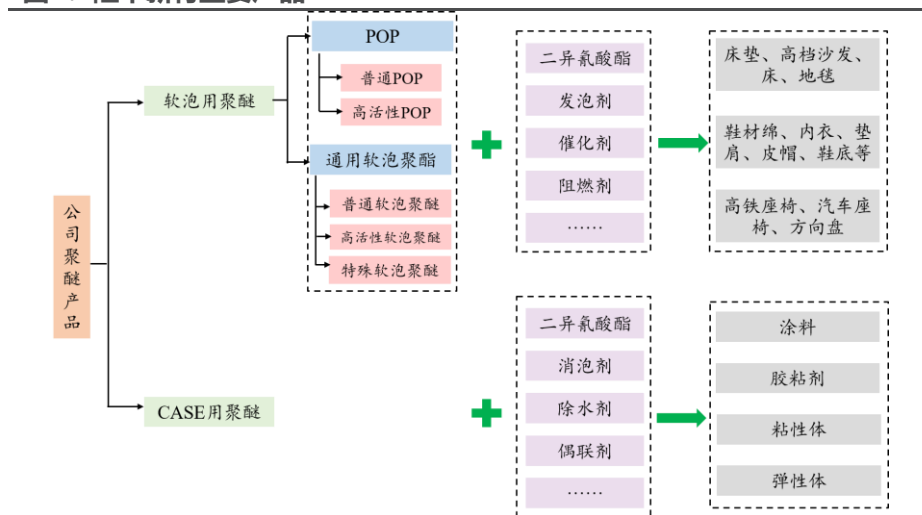 POP
二异氰酸酯
床垫、高档沙发、
床、地毯
普通POP
软泡用聚醚
发泡剂
高活性POP
鞋材绵、内衣、垫
肩、皮帽、鞋底等
催化剂
通用软泡聚酯
阻燃剂
普通软泡聚醚
高铁座椅、汽车座
椅、方向盘
高活性软泡聚醚
……
特殊软泡聚醚
公
司
聚
醚
产
品
二异氰酸酯
涂料
消泡剂
胶粘剂
CASE用聚醚
除水剂
粘性体
偶联剂
弹性体
……